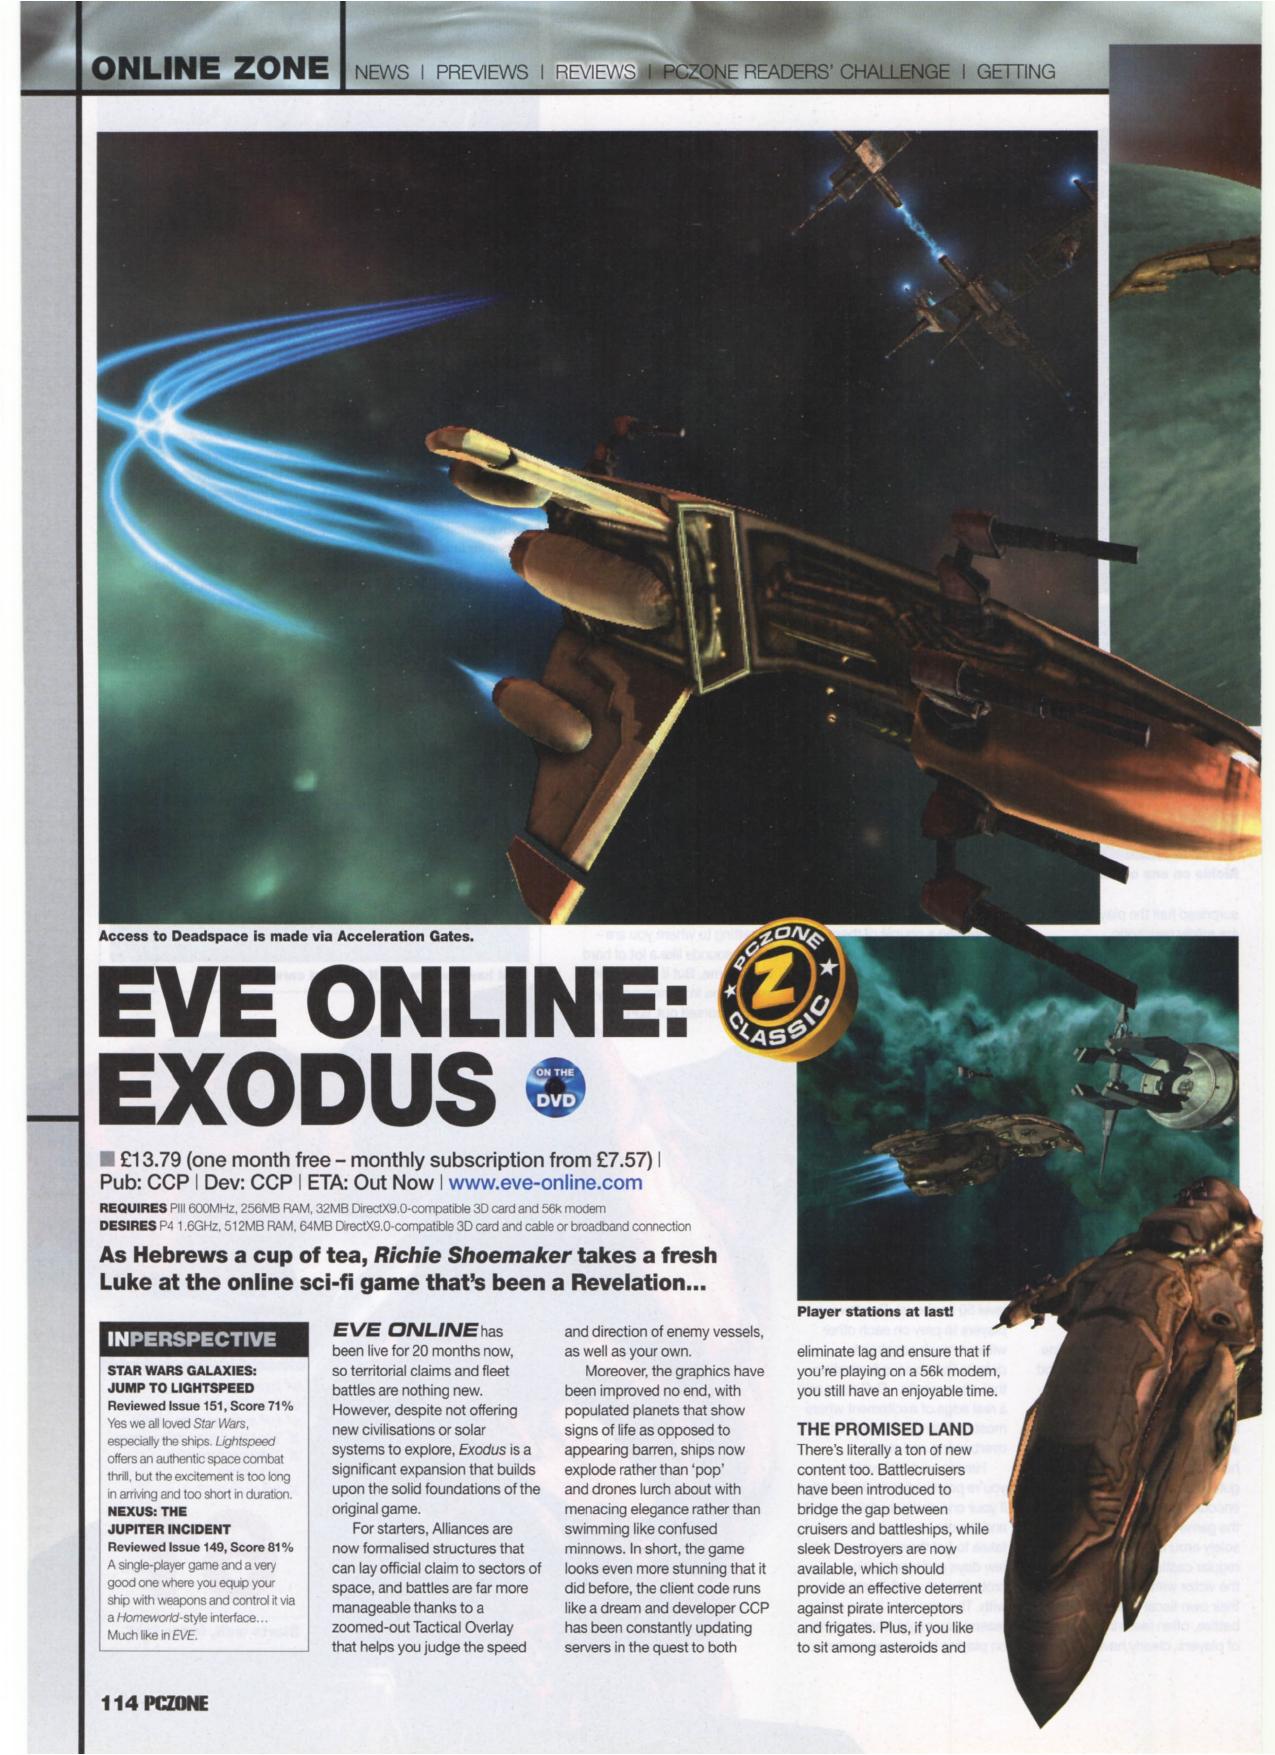 ONLINE ZONE
NEWS | PREVIEWS | REVIEWS | PCZONE READERS' CHALLENGE | GETTING
Access to Deadspace is made via Acceleration Gates.
EVE ONLINE:
EXODUS
ON THE
DVD
PCZONE
Z
CLASSIC
£13.79 (one month free – monthly subscription from £7.57) |
Pub: CCP | Dev: CCP | ETA: Out Now | www.eve-online.com
REQUIRES PIII 600MHz, 256MB RAM, 32MB DirectX9.0-compatible 3D card and 56k modem
DESIRES P4 1.6GHz, 512MB RAM, 64MB DirectX9.0-compatible 3D card and cable or broadband connection
As Hebrews a cup of tea, Richie Shoemaker takes a fresh
Luke at the online sci-fi game that's been a Revelation...
INPERSPECTIVE
STAR WARS GALAXIES:
JUMP TO LIGHTSPEED
Reviewed Issue 151, Score 71%
Yes we all loved Star Wars,
especially the ships. Lightspeed
offers an authentic space combat
thrill, but the excitement is too long
in arriving and too short in duration.
NEXUS: THE
JUPITER INCIDENT
Reviewed Issue 149, Score 81%
A single-player game and a very
good one where you equip your
ship with weapons and control it via
a Homeworld-style interface...
Much like in EVE.
EVE ONLINE has
been live for 20 months now,
so territorial claims and fleet
battles are nothing new.
However, despite not offering
new civilisations or solar
systems to explore, Exodus is a
significant expansion that builds
upon the solid foundations of the
original game.
For starters, Alliances are
now formalised structures that
can lay official claim to sectors of
space, and battles are far more
manageable thanks to a
zoomed-out Tactical Overlay
that helps you judge the speed
and direction of enemy vessels,
as well as your own.
Moreover, the graphics have
been improved no end, with
populated planets that show
signs of life as opposed to
appearing barren, ships now
explode rather than 'pop'
and drones lurch about with
menacing elegance rather than
swimming like confused
minnows. In short, the game
looks even more stunning that it
did before, the client code runs
like a dream and developer CCP
has been constantly updating
servers in the quest to both
Player stations at last!
eliminate lag and ensure that if
you're playing on a 56k modem,
you still have an enjoyable time.
THE PROMISED LAND
There's literally a ton of new
content too. Battlecruisers
have been introduced to
bridge the gap between
cruisers and battleships, while
sleek Destroyers are now
available, which should
provide an effective deterrent
against pirate interceptors
and frigates. Plus, if you like
to sit among asteroids and
114 PCZONE